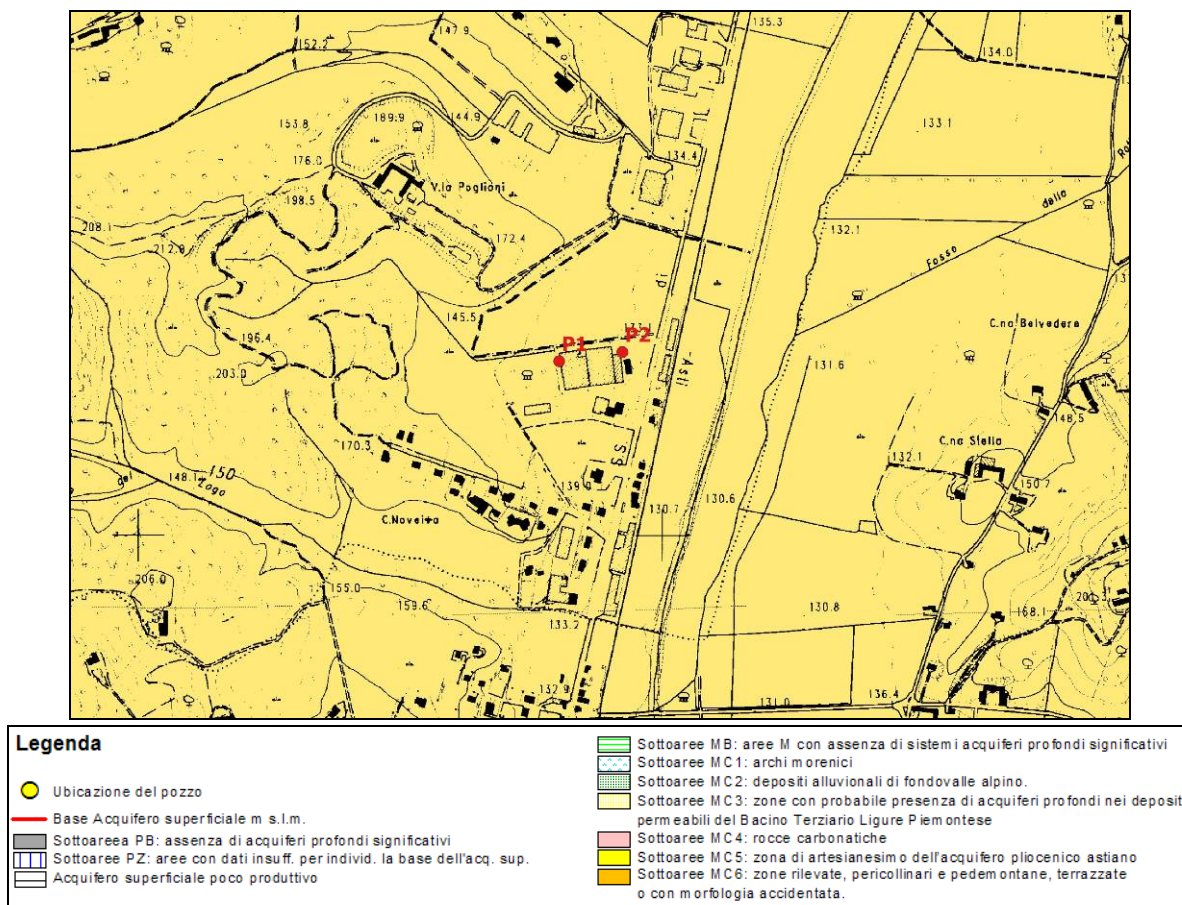 135.3
147.9
152.2
134.0
153.8
189.9
144.9
133.1
176.0
134.4
V.la Poglioni
198.5
della
208.1
172.4
132.1
212.9
Fosso
145.5
C.na Belvedere
P1
P2
196.4
Asti
203.0
131.6
148.5
170.3
C.na Stella
132.1
148.1
150
del
Zogo
150.7
130.6
130.7
C.Noveiva
206.0
155.0
159.6
130.8
168.1
133.2
132.9
131.0
136.4
Legenda
Ubicazione del pozzo
Base Acquifero superficiale m s.l.m.
Sottoareea PB: assenza di acquiferi profondi significativi
Sottoaree PZ: aree con dati insuff. per individ. la base dell'acq. sup.
Acquifero superficiale poco produttivo
Sottoaree MB: aree M con assenza di sistemi acquiferi profondi significativi
Sottoaree MC1: archi morenici
Sottoaree MC2: depositi alluvionali di fondovalle alpino.
Sottoaree MC3: zone con probabile presenza di acquiferi profondi nei deposit
permeabili del Bacino Terziario Ligure Piemontese
Sottoaree MC4: rocce carbonatiche
Sottoaree MC5: zona di artesianesimo dell'acquifero pliocenico astiano
Sottoaree MC6: zone rilevate, pericollinari e pedemontane, terrazzate
o con morfologia accidentata.